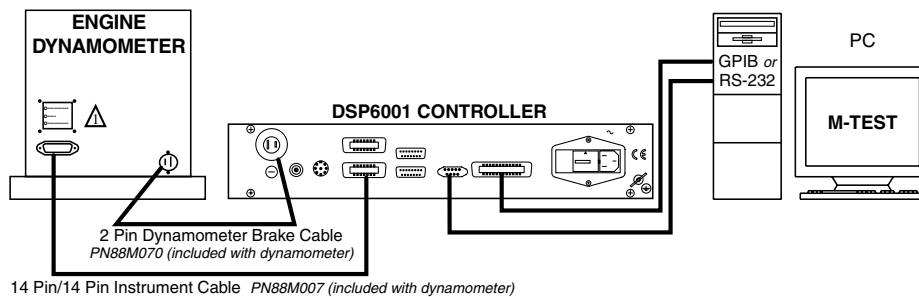 ENGINE
DYNAMOMETER
DSP6001 CONTROLLER
GPIB or
RS-232
PC
M-TEST
2 Pin Dynamometer Brake Cable
PN88M070 (included with dynamometer)
14 Pin/14 Pin Instrument Cable PN88M007 (included with dynamometer)